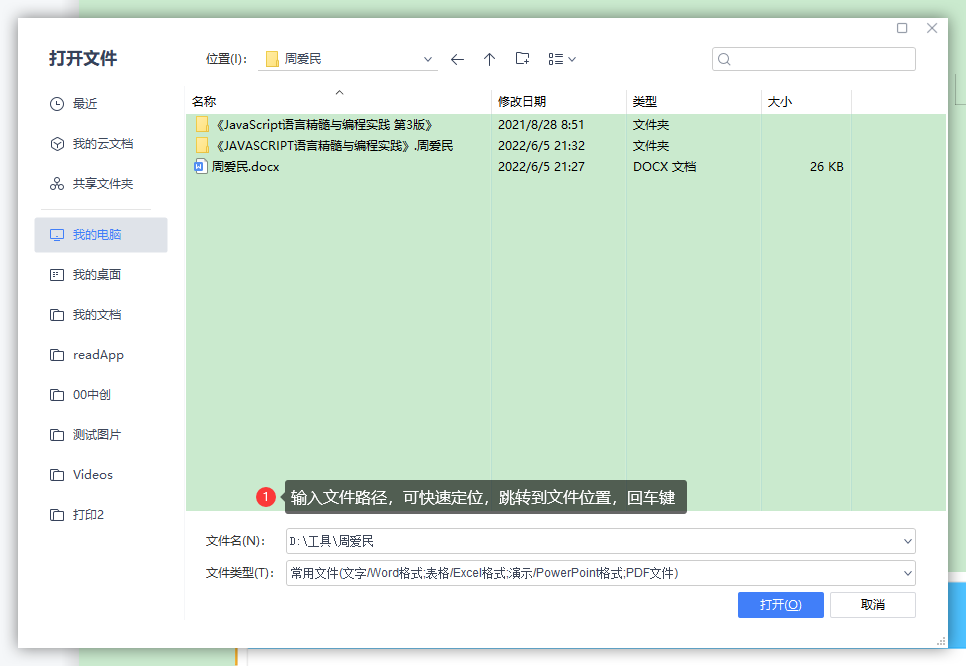 打开文件
位置(I)： 周爱民
最近
我的云文档
共享文件夹
我的电脑
我的桌面
我的文档
readApp
00中创
测试图片
Videos
打印2
名称 修改日期 类型 大小
《JavaScript语言精髓与编程实践 第3版》 2021/8/28 8:51 文件夹
《JAVASCRIPT语言精髓与编程实践》.周爱民 2022/6/5 21:32 文件夹
周爱民.docx 2022/6/5 21:27 DOCX 文档 26 KB
1 输入文件路径，可快速定位，跳转到文件位置，回车键
文件名(N)： D:\工具\周爱民
文件类型(T)： 常用文件(文字/Word格式;表格/Excel格式;演示/PowerPoint格式;PDF文件)
打开(O) 取消